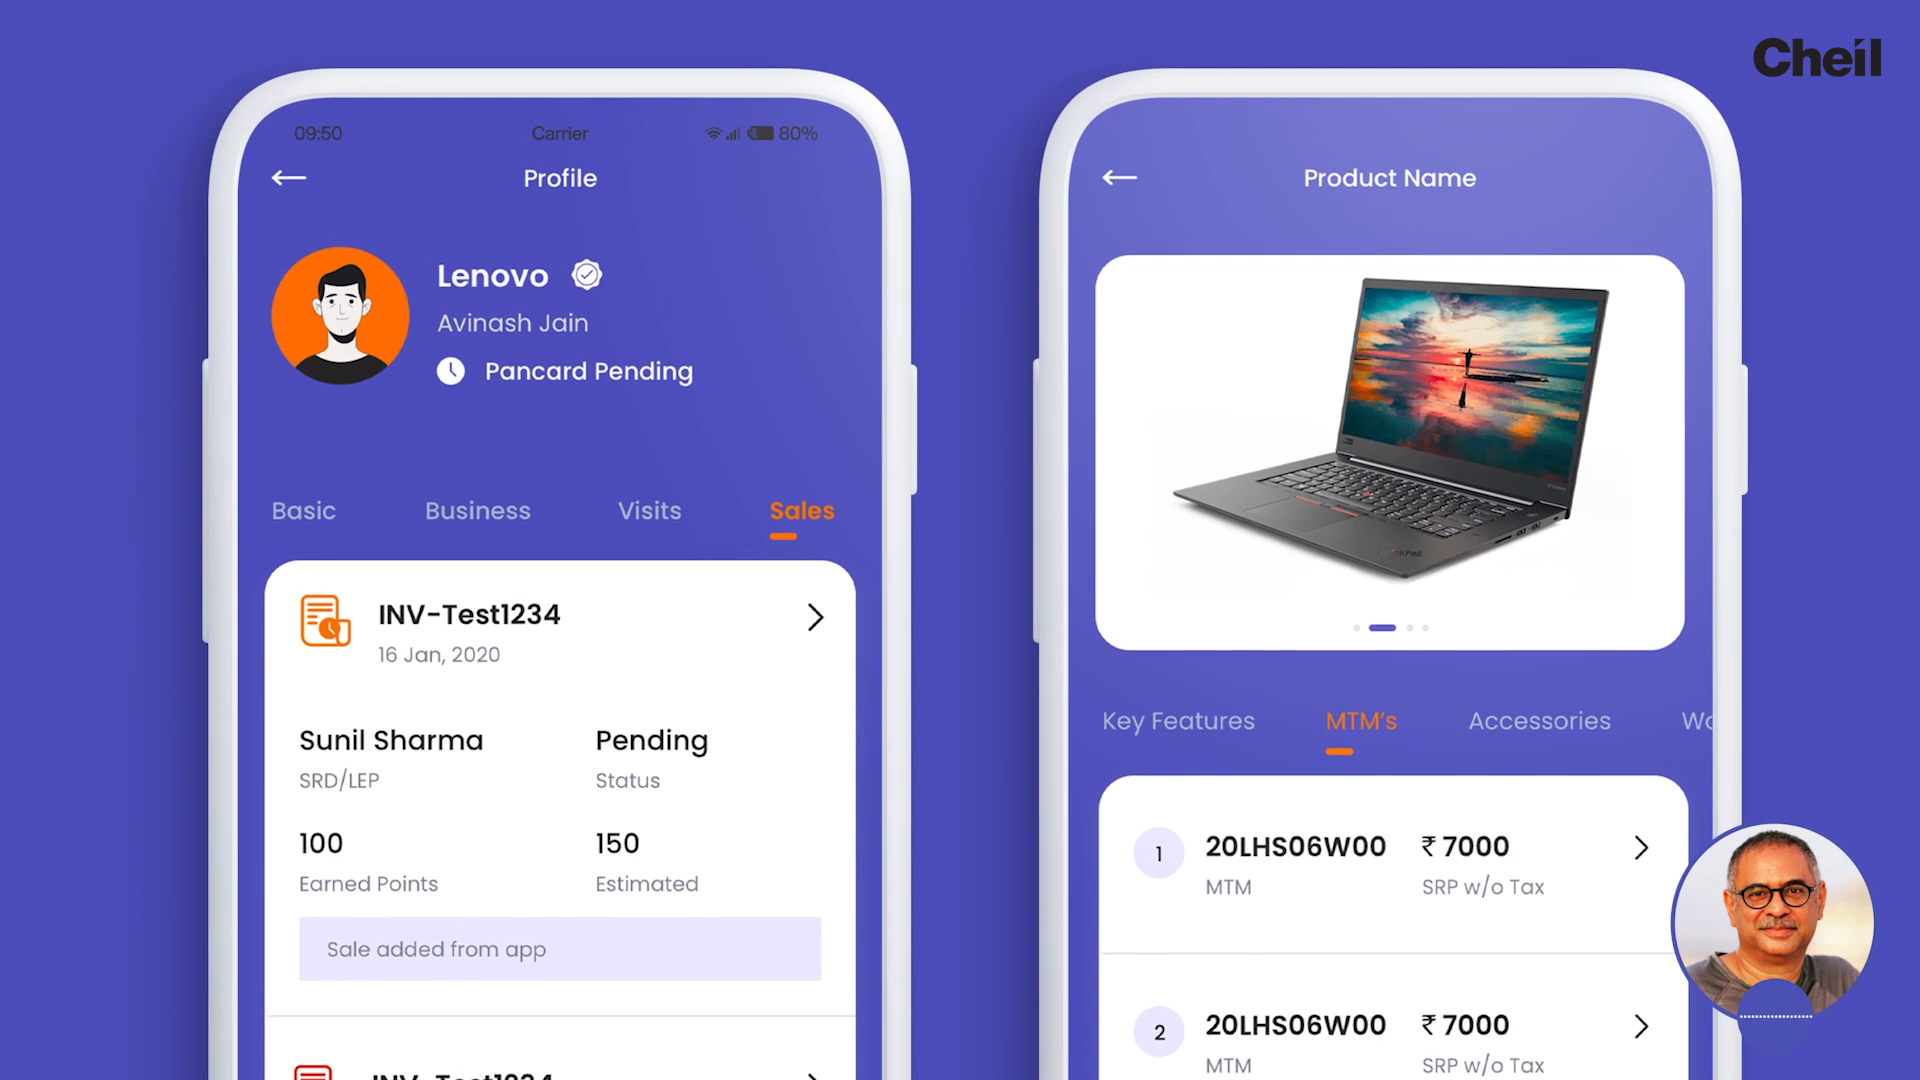 Cheil
09:50 Carrier 80%
Profile
Lenovo
Avinash Jain
Pancard Pending
Basic Business Visits Sales
INV-Test1234
16 Jan, 2020
Sunil Sharma Pending
SRD/LEP Status
100 150
Earned Points Estimated
Sale added from app
INV-Test1234
Product Name
Key Features MTM's Accessories
1 20LHS06W00 ₹ 7000
MTM SRP w/o Tax
2 20LHS06W00 ₹ 7000
MTM SRP w/o Tax